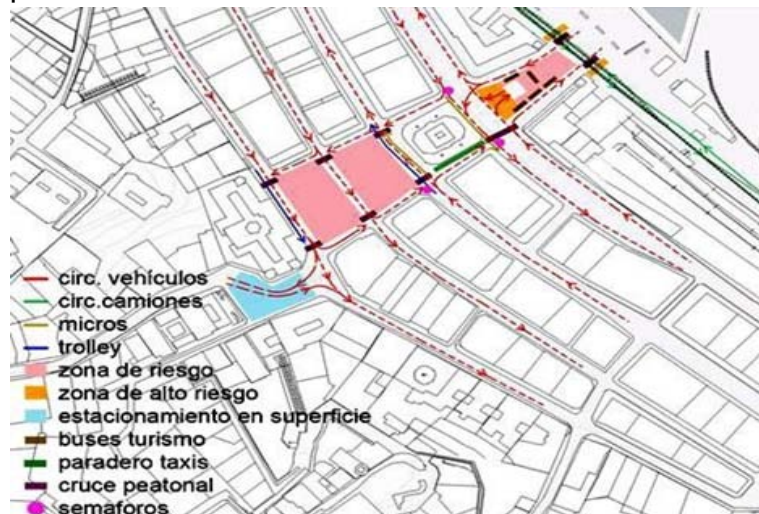 circ. vehículos
circ.camiones
micros
trolley
zona de riesgo
zona de alto riesgo
estacionamiento en superficie
buses turismo
paradero taxis
cruce peatonal
semaforos